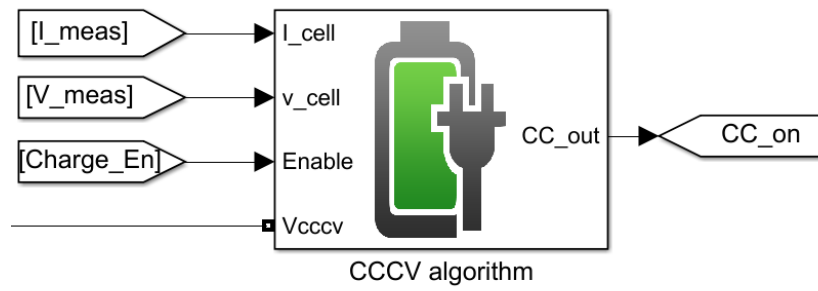 [I_meas]
I_cell
[V_meas]
v_cell
CC_out
CC_on
[Charge_En]
Enable
Vcccv
CCCV algorithm